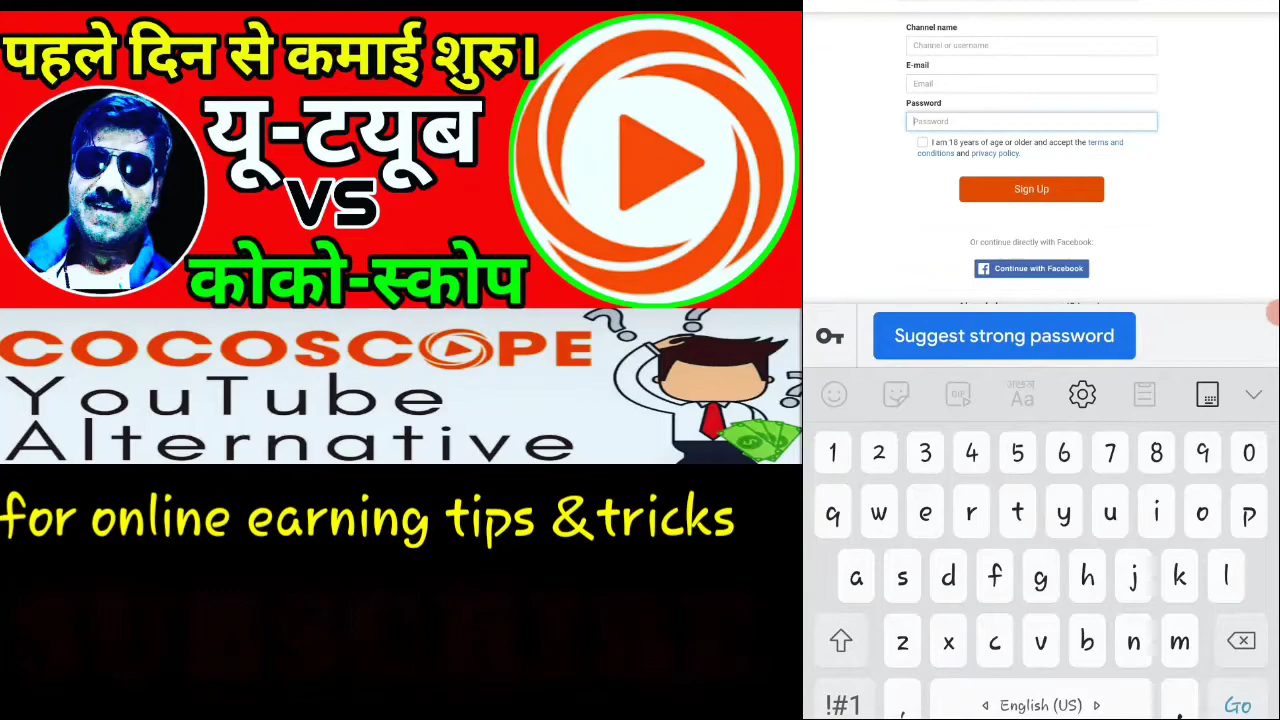 पहले दिन से कमाई शुरु।
यू-टयूब
VS
कोको-स्कोप
COCOSCOPE
YouTube
Alternative
for online earning tips &tricks
Channel name
Channel or username
E-mail
Email
Password
Password
I am 18 years of age or older and accept the terms and
conditions and privacy policy.
Sign Up
Or continue directly with Facebook:
Continue with Facebook
Suggest strong password
GIF
Aa
1 2 3 4 5 6 7 8 9 0
q w e r t y u i o p
a s d f g h j k l
z x c v b n m
!#1 , English (US) . Go